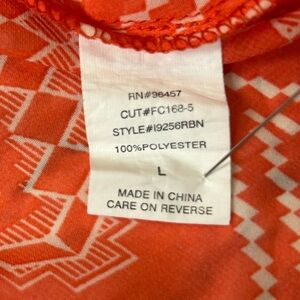 RN#96457
CUT#FC168-5
STYLE#I9256RBN
100%POLYESTER
L
MADE IN CHINA
CARE ON REVERSE